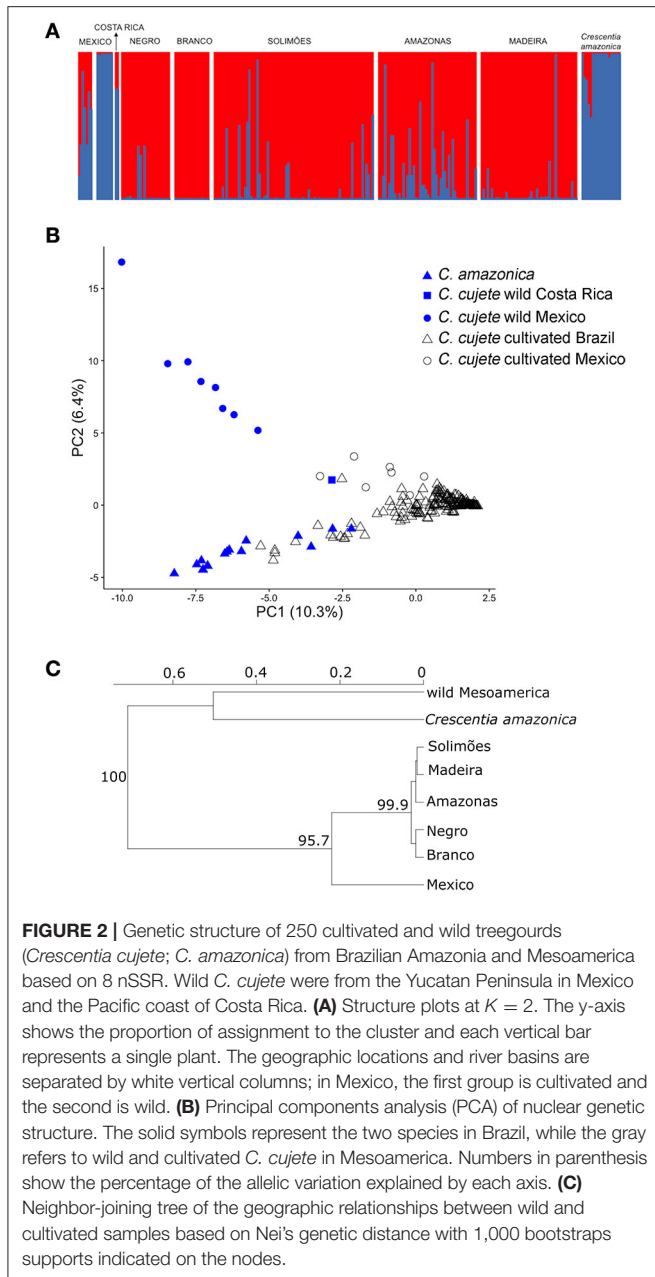 A
COSTA RICA
MEXICO NEGRO BRANCO SOLIMÕES AMAZONAS MADEIRA Crescentia
amazonica
B
PC2 (6.4%)
15
10
5
0
-5
-10.0 -7.5 -5.0 -2.5 0.0 2.5
PC1 (10.3%)
C. amazonica
C. cujete wild Costa Rica
C. cujete wild Mexico
C. cujete cultivated Brazil
C. cujete cultivated Mexico
C
0.6 0.4 0.2 0
wild Mesoamerica
Crescentia amazonica
Solimões
Madeira
Amazonas
Negro
Branco
Mexico
100
99.9
95.7
FIGURE 2 | Genetic structure of 250 cultivated and wild treegourds
(Crescentia cujete; C. amazonica) from Brazilian Amazonia and Mesoamerica
based on 8 nSSR. Wild C. cujete were from the Yucatan Peninsula in Mexico
and the Pacific coast of Costa Rica. (A) Structure plots at K = 2. The y-axis
shows the proportion of assignment to the cluster and each vertical bar
represents a single plant. The geographic locations and river basins are
separated by white vertical columns; in Mexico, the first group is cultivated and
the second is wild. (B) Principal components analysis (PCA) of nuclear genetic
structure. The solid symbols represent the two species in Brazil, while the gray
refers to wild and cultivated C. cujete in Mesoamerica. Numbers in parenthesis
show the percentage of the allelic variation explained by each axis. (C)
Neighbor-joining tree of the geographic relationships between wild and
cultivated samples based on Nei's genetic distance with 1,000 bootstraps
supports indicated on the nodes.